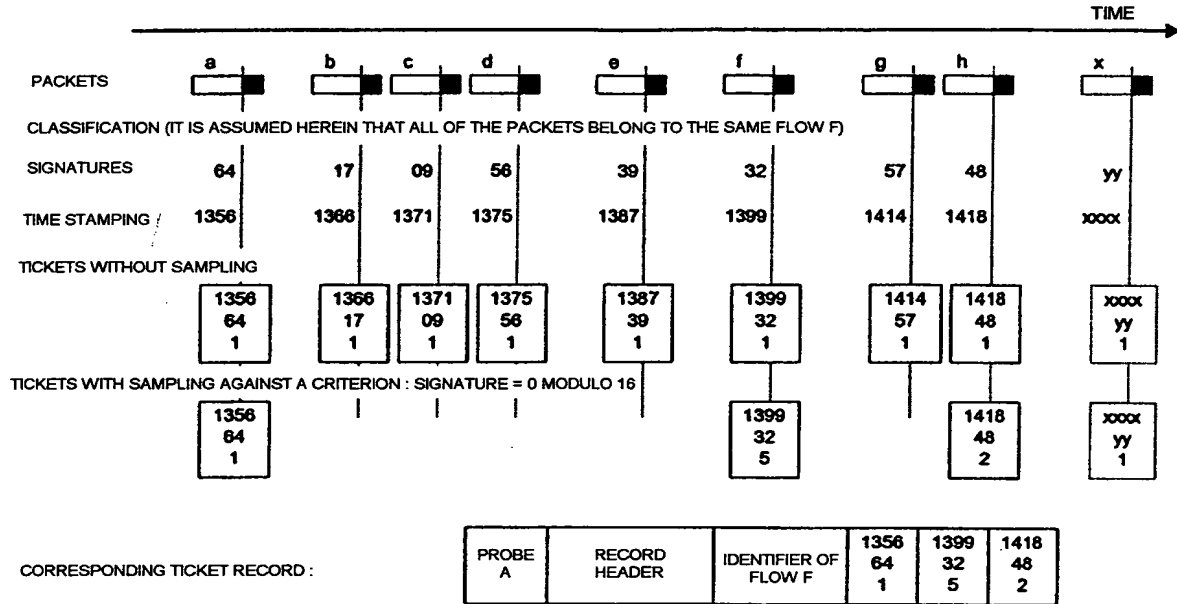 TIME
a b c d e f g h x
PACKETS
CLASSIFICATION (IT IS ASSUMED HEREIN THAT ALL OF THE PACKETS BELONG TO THE SAME FLOW F)
SIGNATURES 64 17 09 56 39 32 57 48 yy
TIME STAMPING 1356 1366 1371 1375 1387 1399 1414 1418 xxxx
TICKETS WITHOUT SAMPLING
1356 1366 1371 1375 1387 1399 1414 1418 xxxx
64 17 09 56 39 32 57 48 yy
1 1 1 1 1 1 1 1 1
TICKETS WITH SAMPLING AGAINST A CRITERION : SIGNATURE = 0 MODULO 16
1356 1399 1418 xxxx
64 32 48 yy
1 5 2 1
CORRESPONDING TICKET RECORD :
PROBE A
RECORD HEADER
IDENTIFIER OF FLOW F
1356 1399 1418
64 32 48
1 5 2